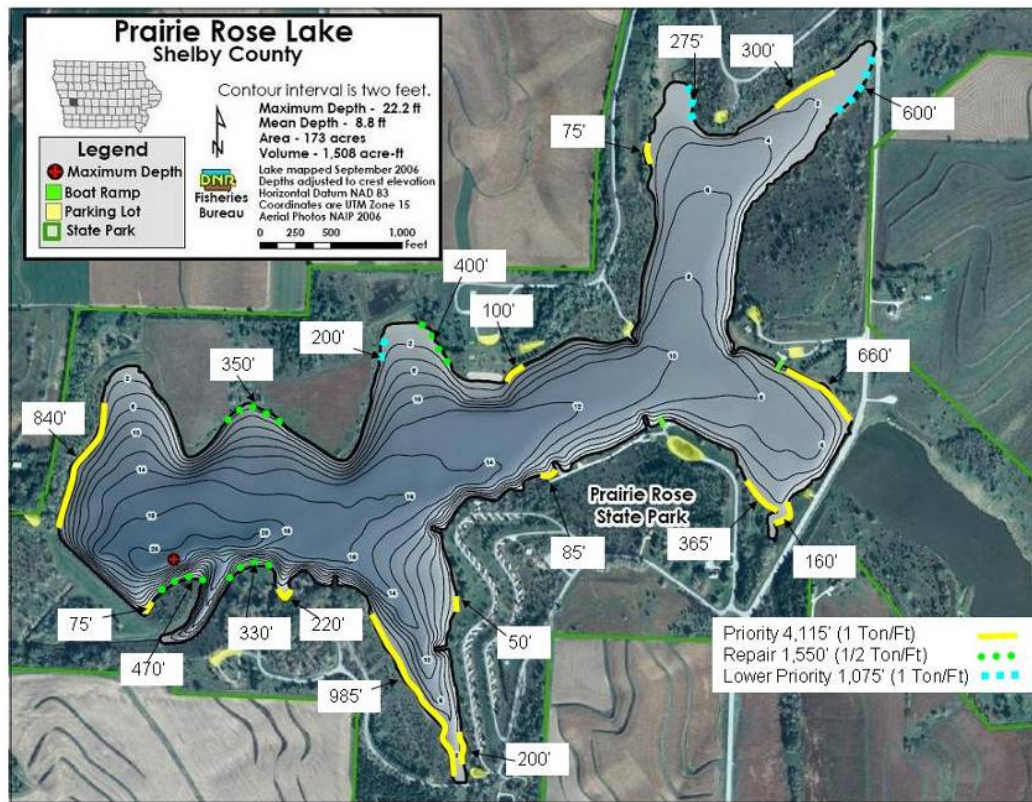 Prairie Rose Lake
Shelby County
Contour interval is two feet.
Maximum Depth - 22.2 ft
Mean Depth - 8.8 ft
Area - 173 acres
Volume - 1,508 acre-ft
Lake mapped September 2006
Depths adjusted to crest elevation
Horizontal Datum NAD 83
Coordinates are UTM Zone 15
Aerial Photos NAIP 2006
N
DNR
Fisheries
Bureau
0 250 500 1,000
Feet
Legend
Maximum Depth
Boat Ramp
Parking Lot
State Park
275'
300'
600'
75'
400'
100'
200'
350'
660'
840'
Prairie Rose
State Park
85'
365'
160'
75'
470'
330'
220'
50'
985'
200'
Priority 4,115' (1 Ton/Ft)
Repair 1,550' (1/2 Ton/Ft)
Lower Priority 1,075' (1 Ton/Ft)